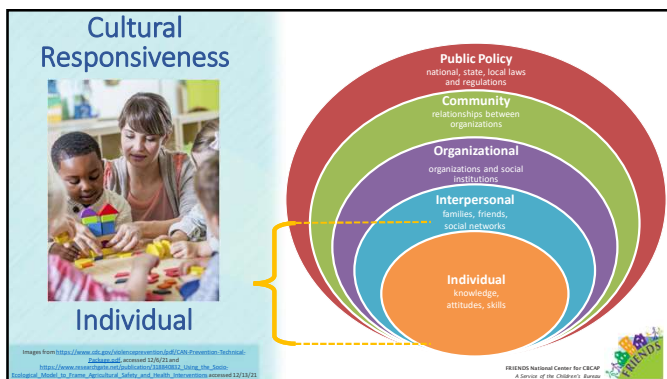 Cultural
Responsiveness
Individual
Images from https://www.cdc.gov/violenceprevention/pdf/CAN-Prevention-Technical-
Package.pdf, accessed 12/6/21 and
https://www.researchgate.net/publication/318840832_Using_the_Socio-
Ecological_Model_to_Frame_Agricultural_Safety_and_Health_Interventions accessed 12/13/21
Public Policy
national, state, local laws
and regulations
Community
relationships between
organizations
Organizational
organizations and social
institutions
Interpersonal
families, friends,
social networks
Individual
knowledge,
attitudes, skills
FRIENDS National Center for CBCAP
A Service of the Children's Bureau
FRIENDS